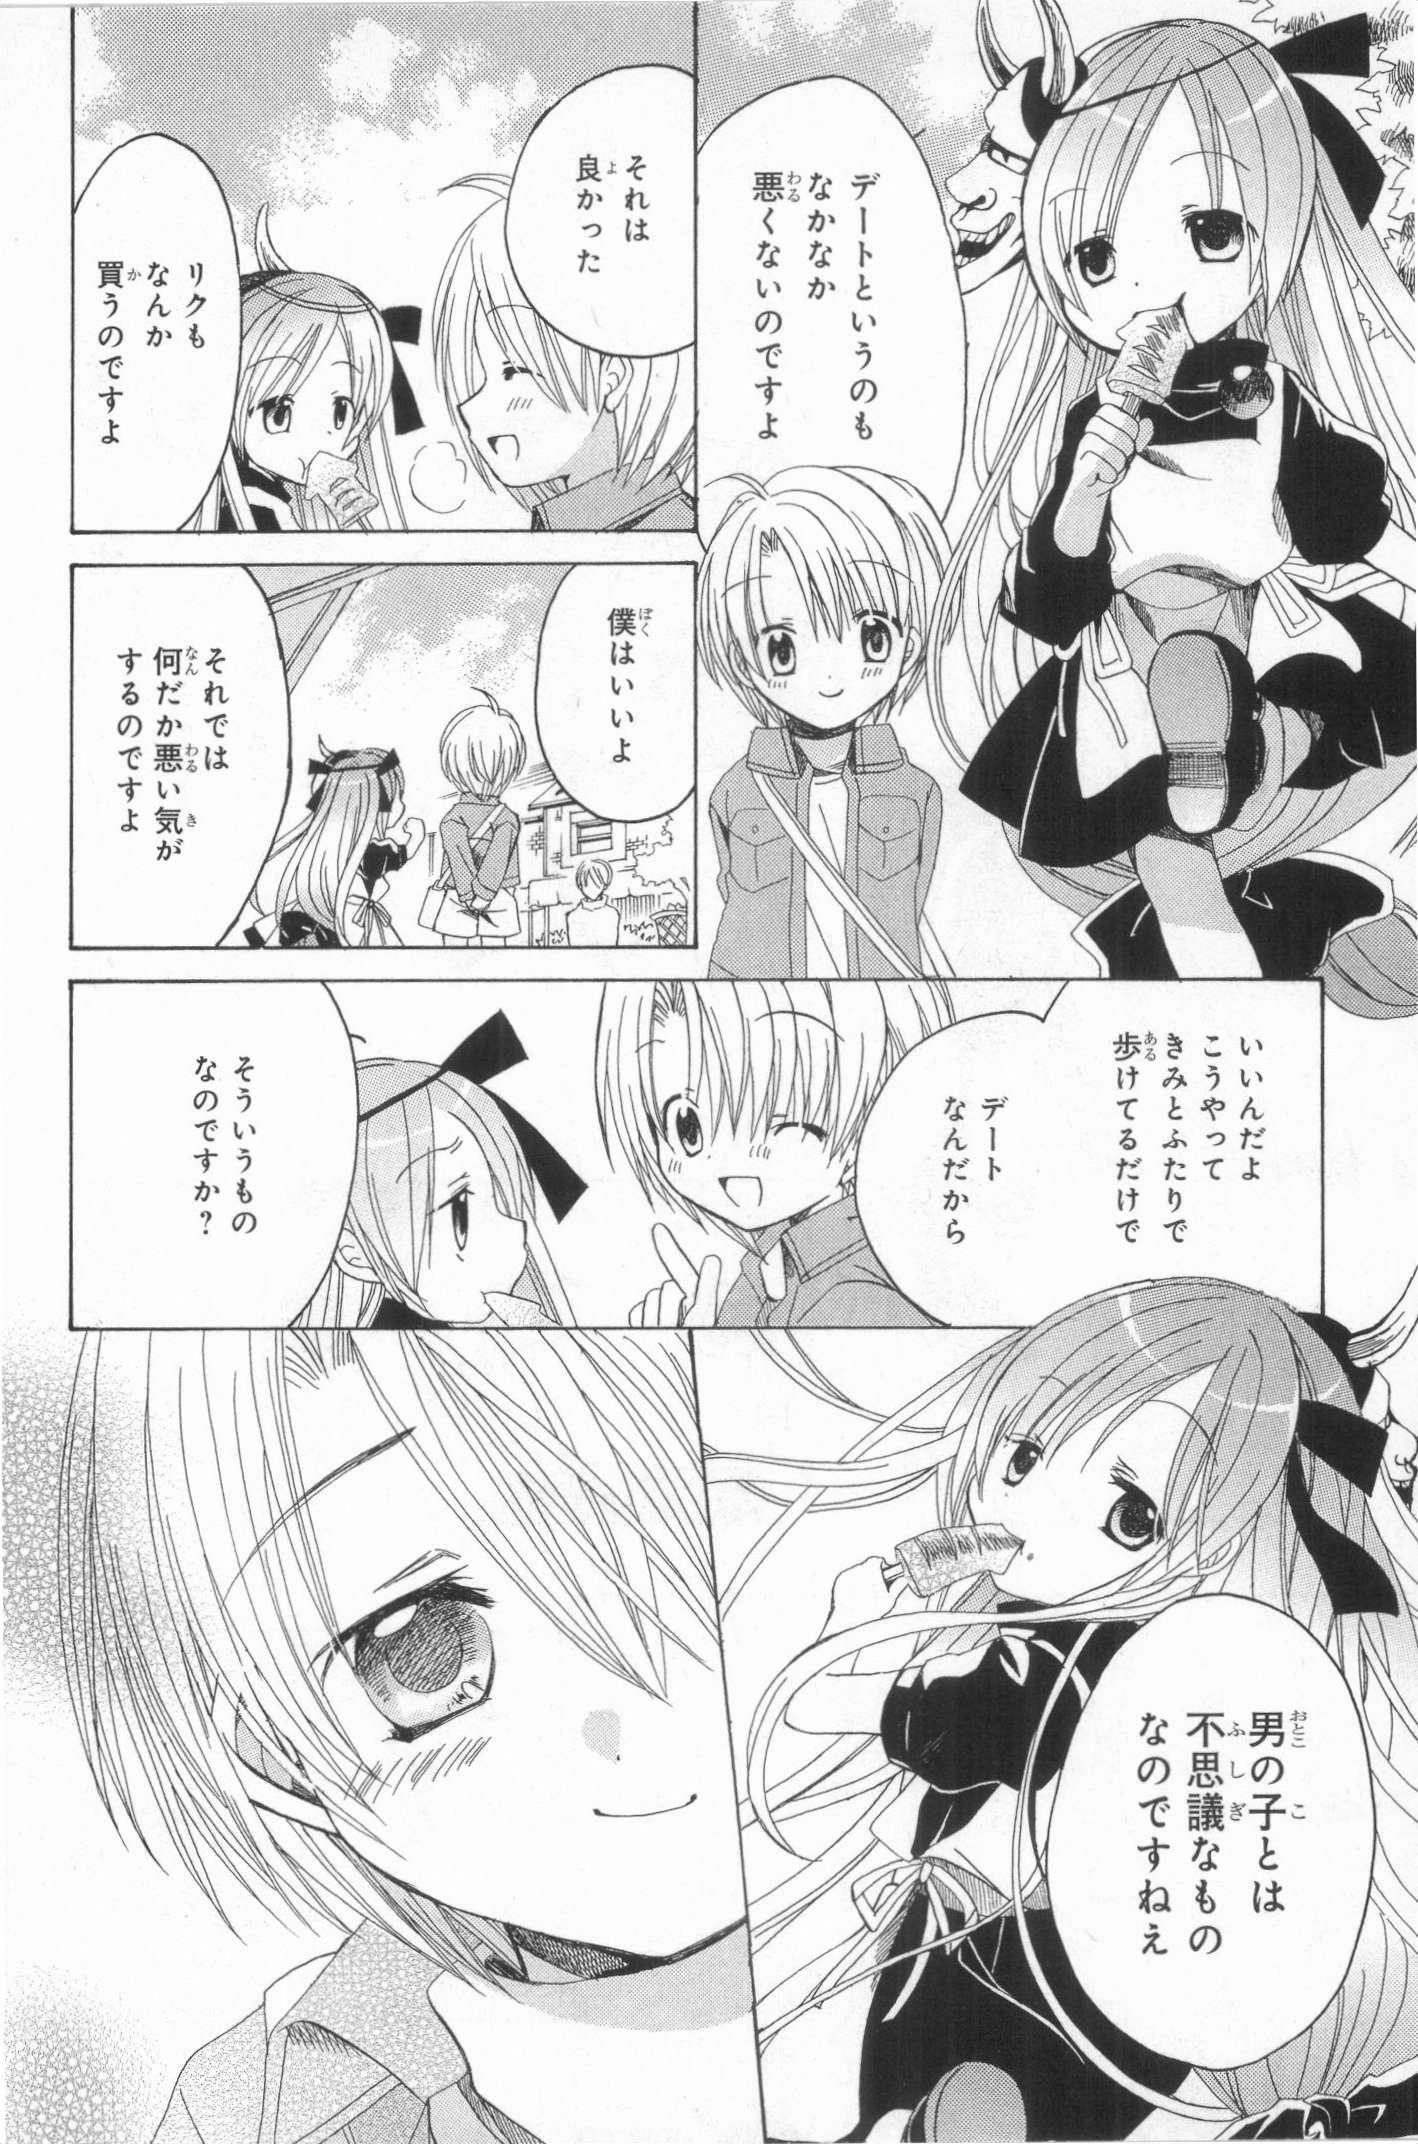 デートというのも
なかなか
悪くないのですよ
それは
良かった
リクも
なんか
買うのですよ
僕はいいよ
それでは
何だか悪い気が
するのですよ
いいんだよ
こうやって
きみとふたりで
歩けてるだけで
デート
なんだから
そういうもの
なのですか？
男の子とは
不思議なもの
なのですねえ